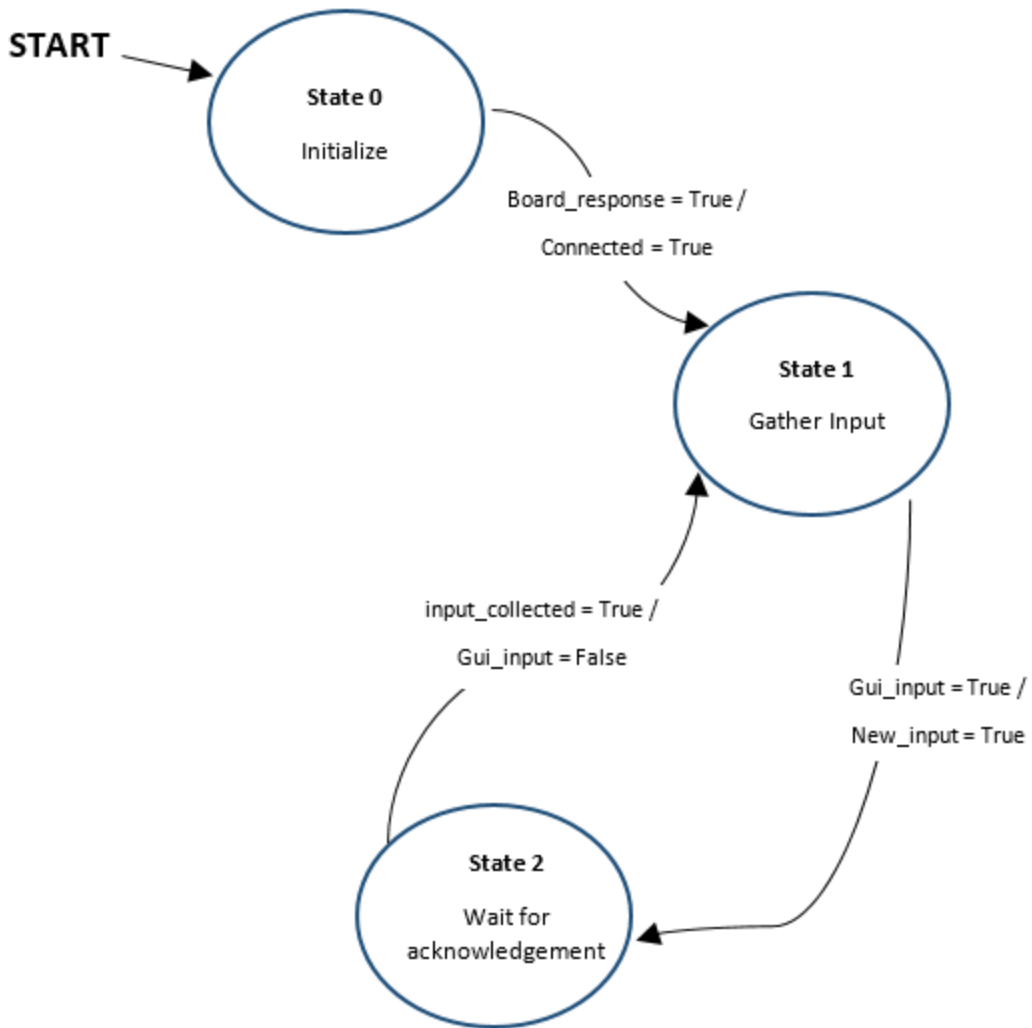 START
State 0
Initialize
Board_response = True /
Connected = True
State 1
Gather Input
input_collected = True /
Gui_input = False
Gui_input = True /
New_input = True
State 2
Wait for
acknowledgement